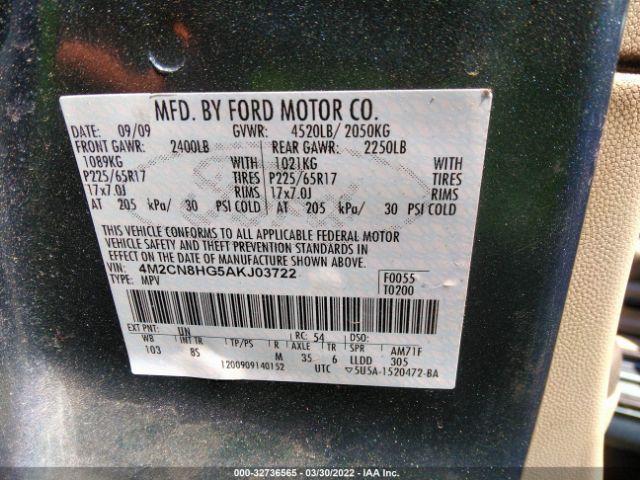 MFD. BY FORD MOTOR CO.
DATE: 09/09 GVWR: 4520LB/ 2050KG
FRONT GAWR: 2400LB REAR GAWR: 2250LB
1089KG WITH 1021KG WITH
P225/65R17 TIRES P225/65R17 TIRES
17x7.0J RIMS 17x7.0J RIMS
AT 205 kPa/ 30 PSI COLD AT 205 kPa/ 30 PSI COLD
THIS VEHICLE CONFORMS TO ALL APPLICABLE FEDERAL MOTOR
VEHICLE SAFETY AND THEFT PREVENTION STANDARDS IN
EFFECT ON THE DATE OF MANUFACTURE SHOWN ABOVE.
VIN: 4M2CN8HG5AKJ03722 F0055
TYPE: MPV T0200
EXT PNT: UN RC: 54 DSO:
WB INT TR TP/PS R AXLE TR SPR AM71F
103 8S M 35 6 LLDD 305
1200909140152 UTC ▽5U5A-1520472-BA
000-32736565 - 03/30/2022 - IAA Inc.